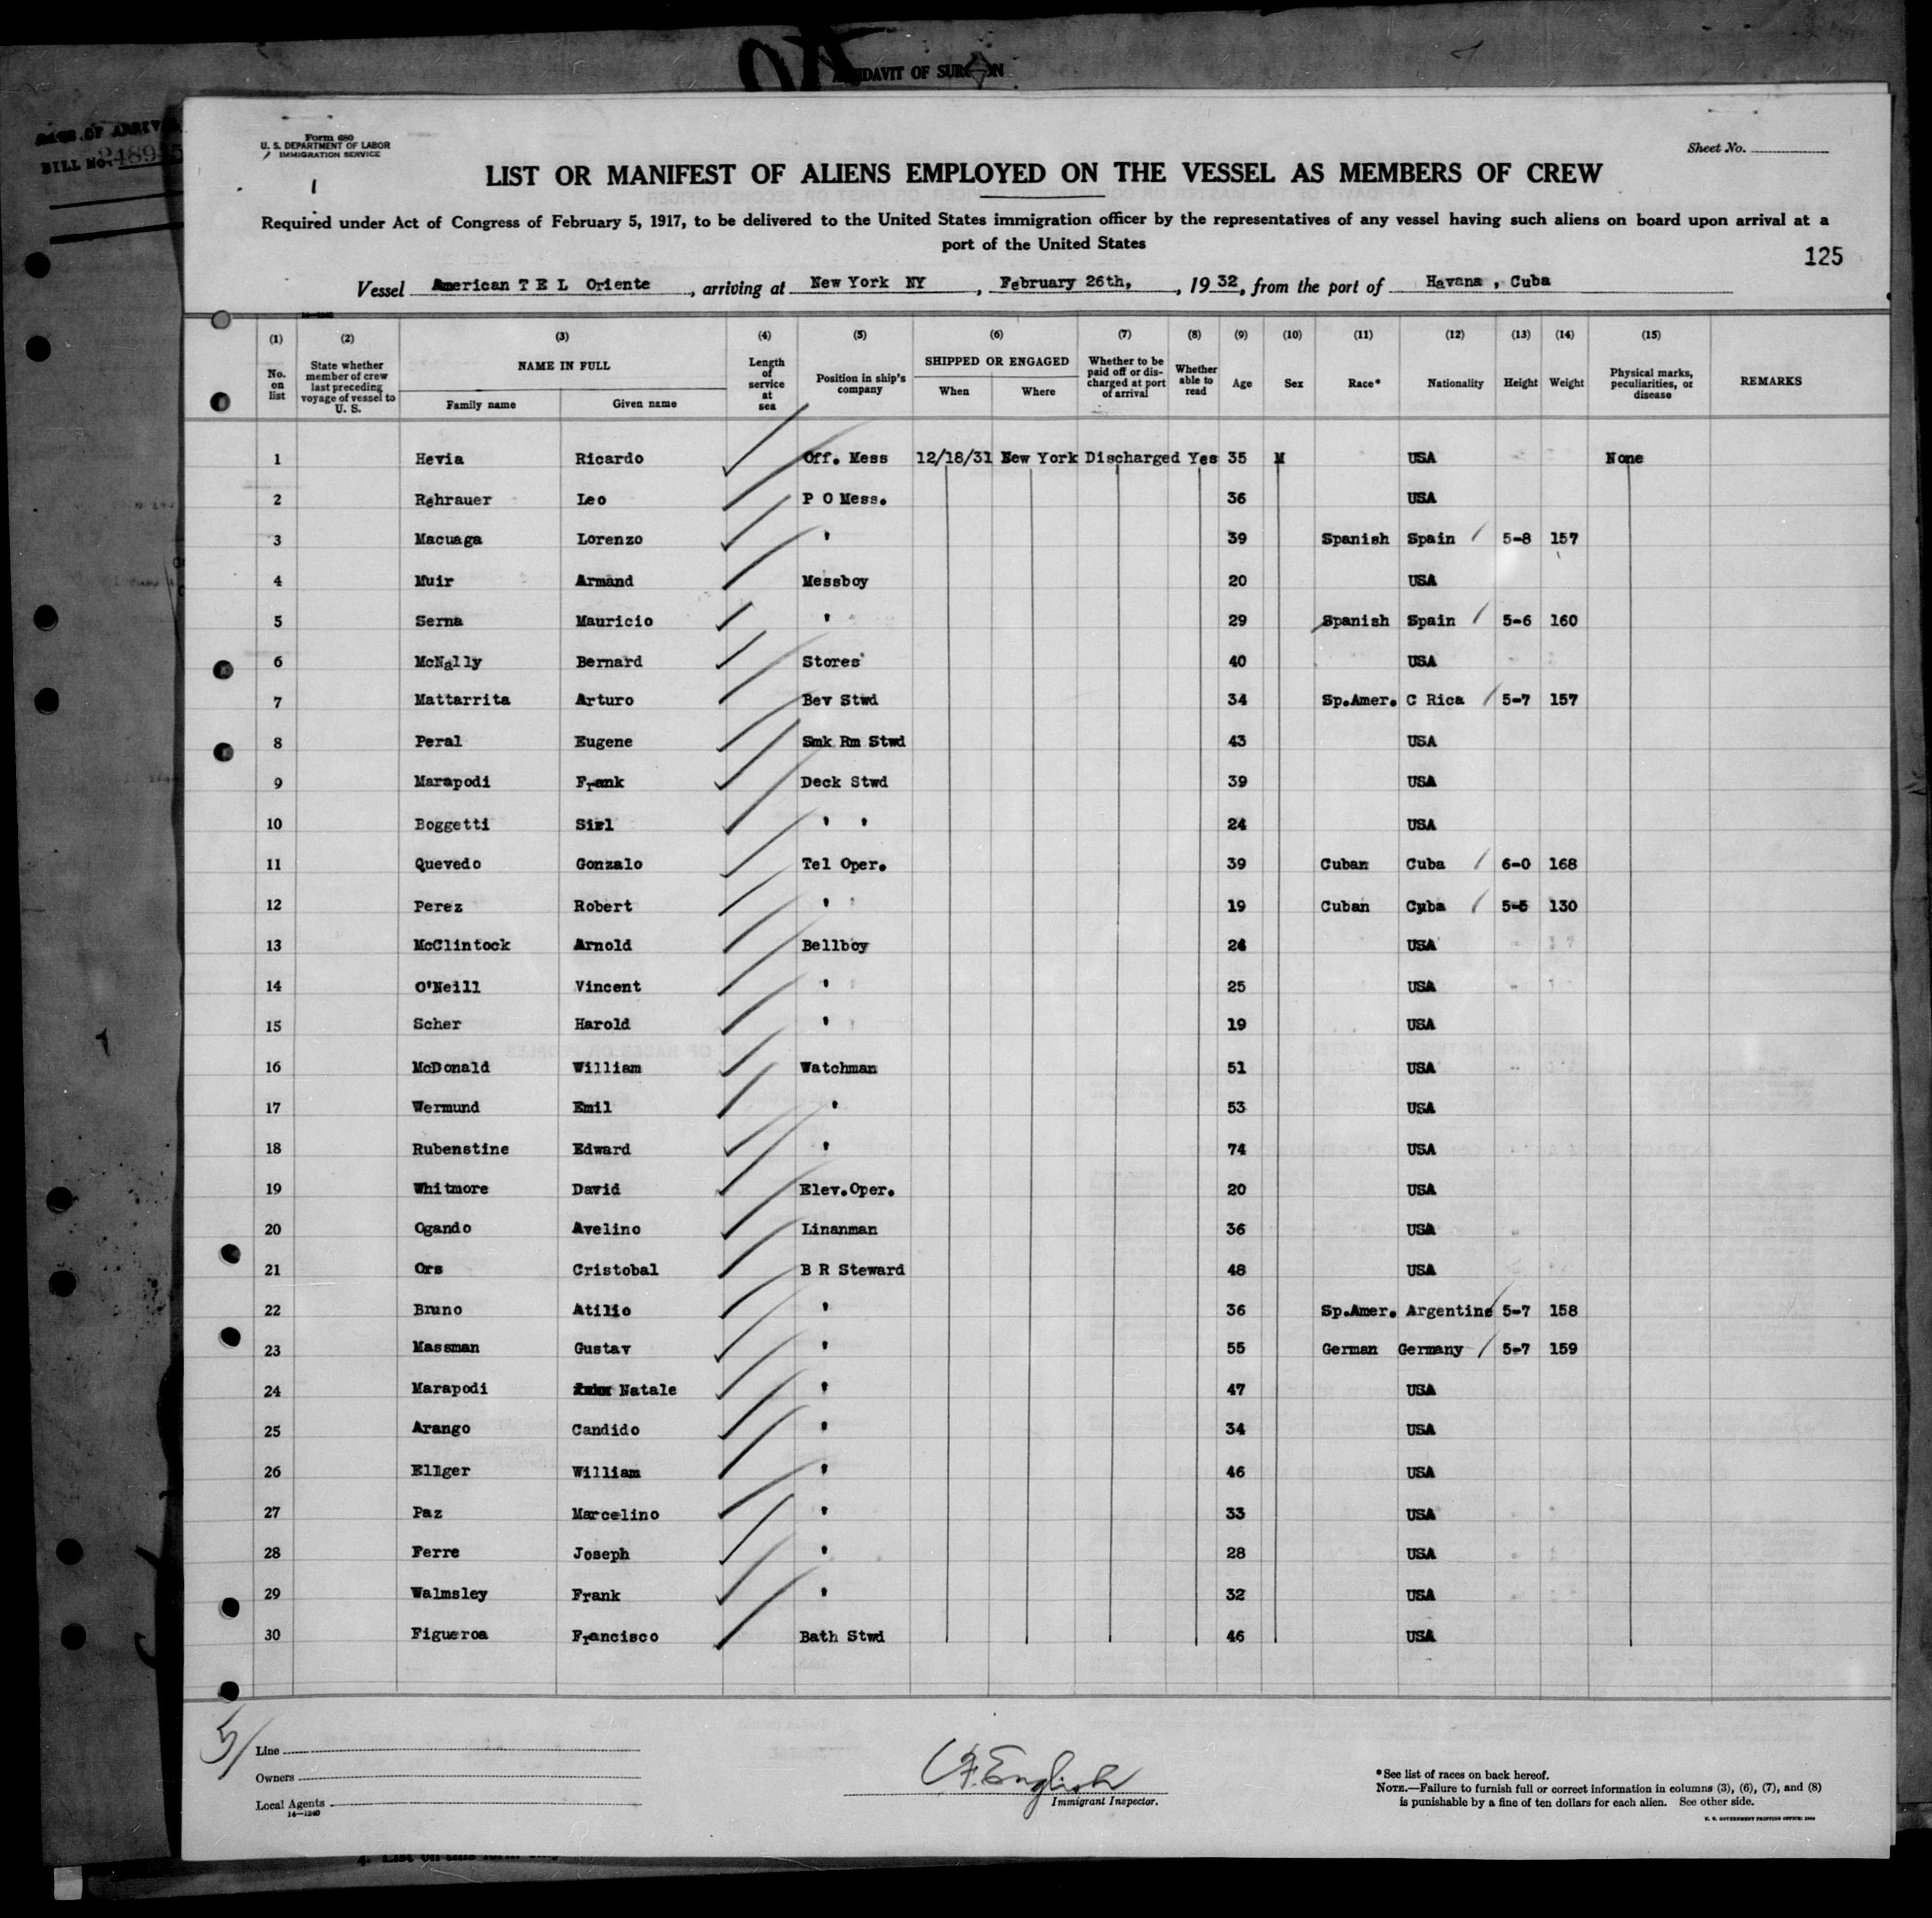 DAVIT OF SUR
BILL No. 2489
Form 680
U. S. DEPARTMENT OF LABOR
IMMIGRATION SERVICE
Sheet No.
LIST OR MANIFEST OF ALIENS EMPLOYED ON THE VESSEL AS MEMBERS OF CREW
Required under Act of Congress of February 5, 1917, to be delivered to the United States immigration officer by the representatives of any vessel having such aliens on board upon arrival at a
port of the United States
125
Vessel American T E L Oriente, arriving at New York NY, February 26th, , 1932, from the port of Havana , Cuba
(1) (2) (3) (4) (5) (6) (7) (8) (9) (10) (11) (12) (13) (14) (15)
No. on list
State whether member of crew last preceding voyage of vessel to U. S.
NAME IN FULL
Family name
Given name
Length of service at sea
Position in ship's company
SHIPPED OR ENGAGED
When
Where
Whether to be paid off or discharged at port of arrival
Whether able to read
Age
Sex
Race*
Nationality
Height
Weight
Physical marks, peculiarities, or disease
REMARKS
1 Hevia Ricardo Off. Mess 12/18/31 New York Discharged Yes 35 M USA None
2 Rehrauer Leo P O Mess. 36 USA
3 Macuaga Lorenzo " 39 Spanish Spain 5-8 157
4 Muir Armand Messboy 20 USA
5 Serna Mauricio " 29 Spanish Spain 5-6 160
6 McNally Bernard Stores 40 USA
7 Mattarrita Arturo Bev Stwd 34 Sp.Amer. C Rica 5-7 157
8 Peral Eugene Smk Rm Stwd 43 USA
9 Marapodi Frank Deck Stwd 39 USA
10 Boggetti Sirl " " 24 USA
11 Quevedo Gonzalo Tel Oper. 39 Cuban Cuba 6-0 168
12 Perez Robert " " 19 Cuban Cuba 5-5 130
13 McClintock Arnold Bellboy 24 USA
14 O'Neill Vincent " 25 USA
15 Scher Harold " 19 USA
16 McDonald William Watchman 51 USA
17 Wermund Emil " 53 USA
18 Rubenstine Edward " 74 USA
19 Whitmore David Elev.Oper. 20 USA
20 Ogando Avelino Linanman 36 USA
21 Ors Cristobal B R Steward 48 USA
22 Bruno Atilio " 36 Sp.Amer. Argentine 5-7 158
23 Massman Gustav " 55 German Germany 5-7 159
24 Marapodi Natale " 47 USA
25 Arango Candido " 34 USA
26 Ellger William " 46 USA
27 Paz Marcelino " 33 USA
28 Ferre Joseph " 28 USA
29 Walmsley Frank " 32 USA
30 Figueroa Francisco Bath Stwd 46 USA
5/
Line
Owners
Local Agents
14—1240
F. English
Immigrant Inspector.
*See list of races on back hereof.
NOTE.—Failure to furnish full or correct information in columns (3), (6), (7), and (8)
is punishable by a fine of ten dollars for each alien. See other side.
U. S. GOVERNMENT PRINTING OFFICE: